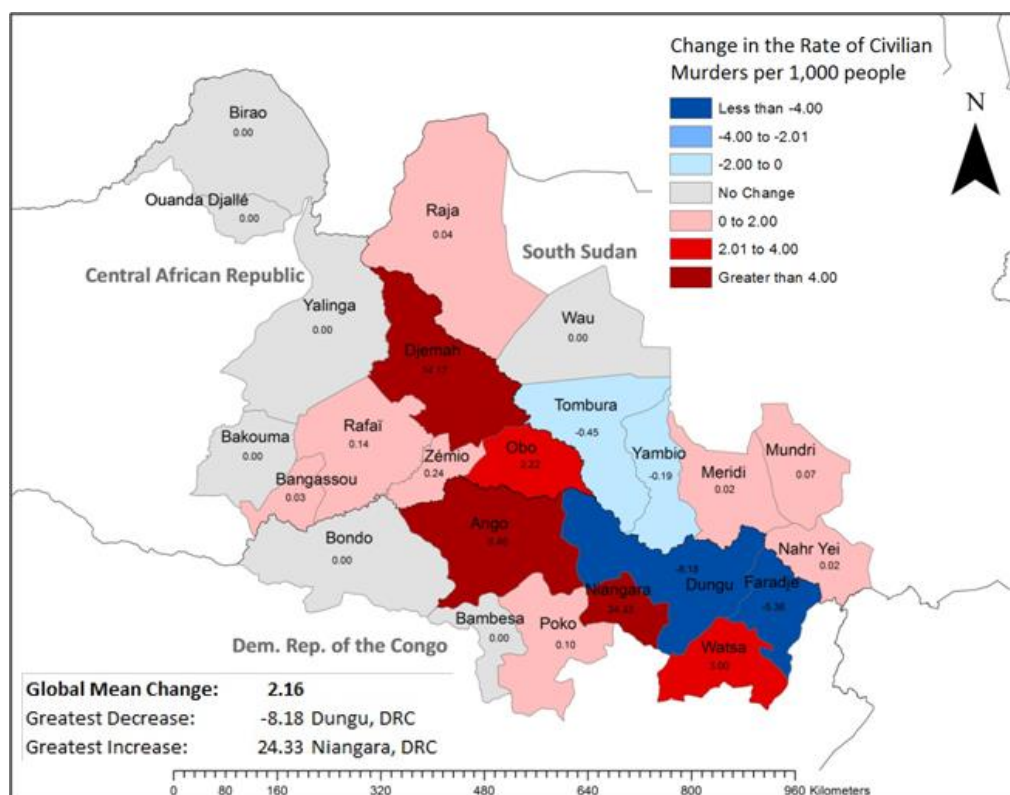 Change in the Rate of Civilian
Murders per 1,000 people
Less than -4.00
-4.00 to -2.01
-2.00 to 0
No Change
0 to 2.00
2.01 to 4.00
Greater than 4.00
N
Birao
0.00
Ouanda Djallé
0.00
Raja
0.04
South Sudan
Central African Republic
Yalinga
0.00
Wau
0.00
Djemah
Tombura
-0.45
Rafaï
0.14
Bakouma
0.00
Obo
Zémio
0.24
Yambio
-0.19
Mundri
0.07
Meridi
0.02
Bangassou
0.03
Ango
Bondo
0.00
Nahr Yei
0.02
-8.18
Dungu
Faradje
Niangara
Bambesa
0.00
Poko
0.10
Watsa
Dem. Rep. of the Congo
Global Mean Change: 2.16
Greatest Decrease: -8.18 Dungu, DRC
Greatest Increase: 24.33 Niangara, DRC
0 80 160 320 480 640 800 960 Kilometers